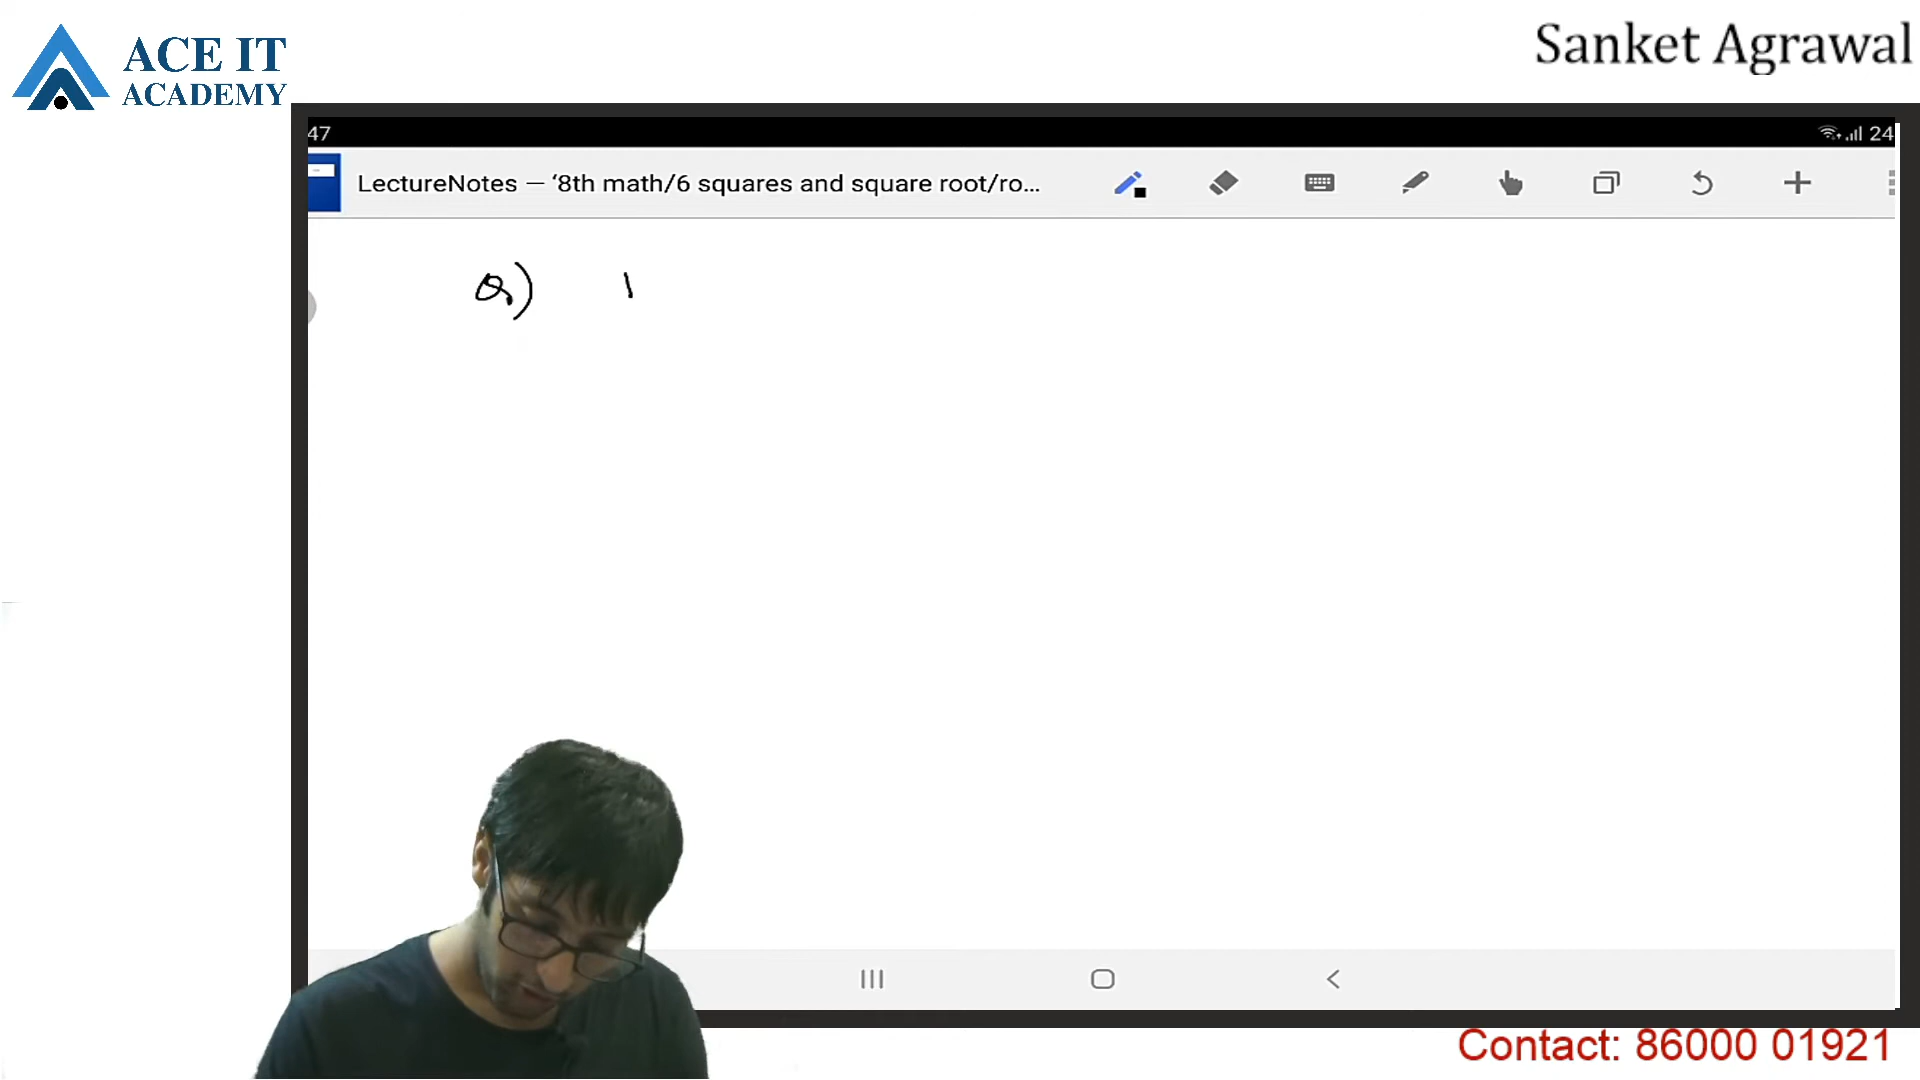 ACE IT
ACADEMY
Sanket Agrawal
47
24
LectureNotes — ‘8th math/6 squares and square root/ro...
Q) \
Contact: 86000 01921